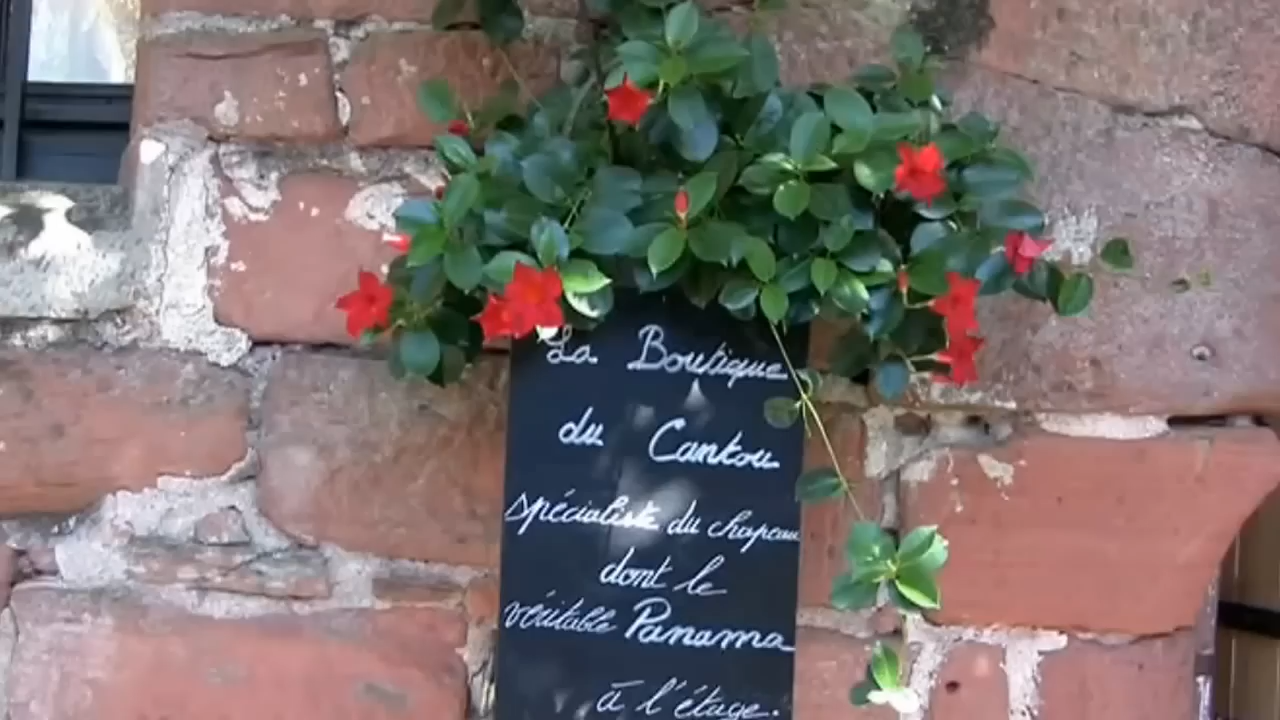 La Boutique
du Cantou
spécialiste du chapeau
dont le
véritable Panama
à l'étage.